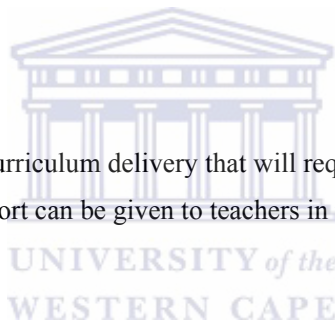 urriculum delivery that will req
ort can be given to teachers in
UNIVERSITY of the
WESTERN CAPE